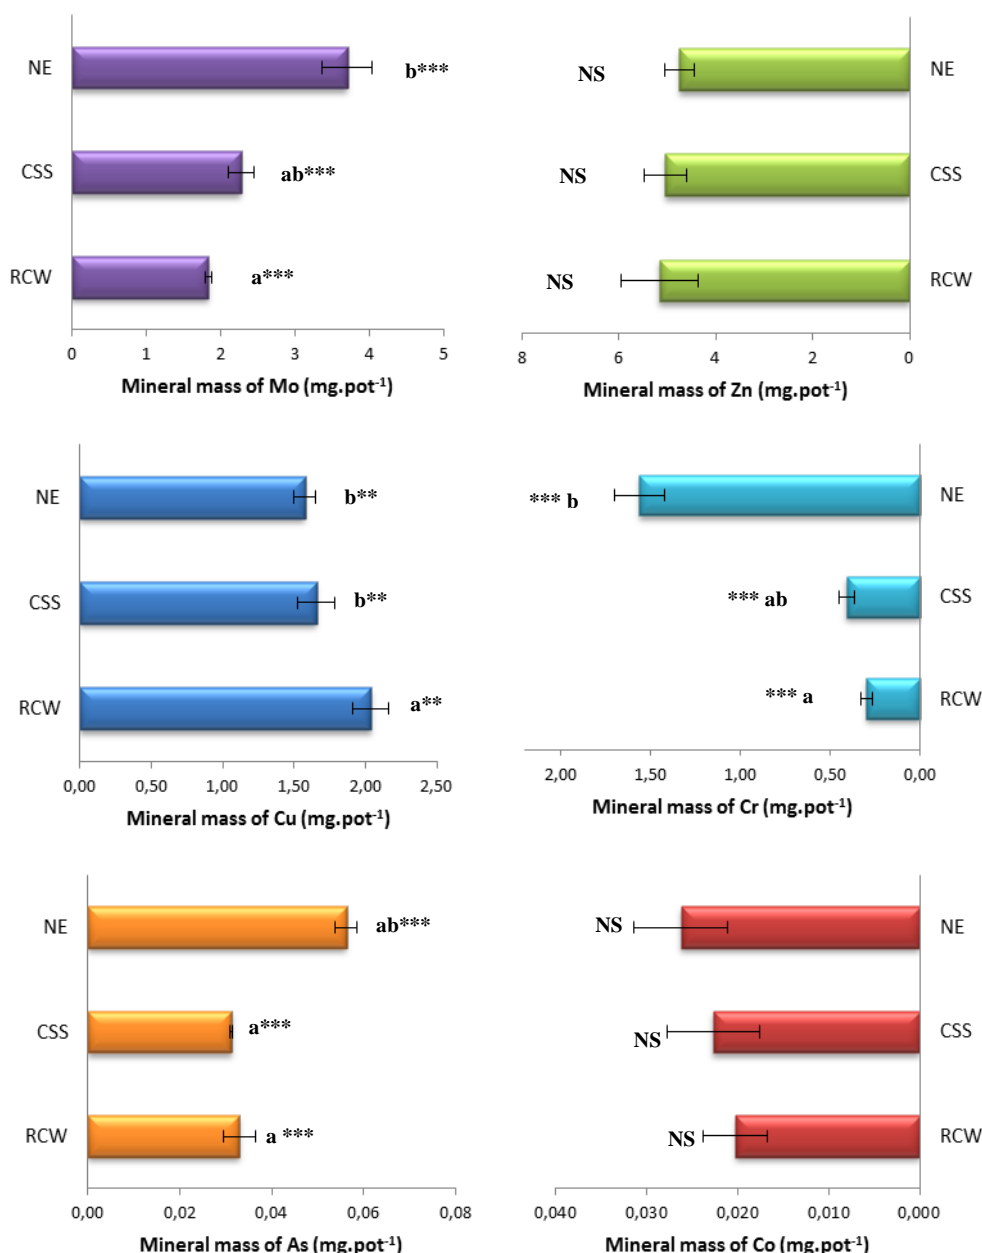 NE
b***
CSS
ab***
RCW
a***
0 1 2 3 4 5
Mineral mass of Mo (mg.pot⁻¹)
NS NE
NS CSS
NS RCW
8 6 4 2 0
Mineral mass of Zn (mg.pot⁻¹)
NE
b**
CSS
b**
RCW
a**
0,00 0,50 1,00 1,50 2,00 2,50
Mineral mass of Cu (mg.pot⁻¹)
*** b NE
*** ab CSS
*** a RCW
2,00 1,50 1,00 0,50 0,00
Mineral mass of Cr (mg.pot⁻¹)
NE
ab***
CSS
a***
RCW
a ***
0,00 0,02 0,04 0,06 0,08
Mineral mass of As (mg.pot⁻¹)
NS NE
NS CSS
NS RCW
0,040 0,030 0,020 0,010 0,000
Mineral mass of Co (mg.pot⁻¹)